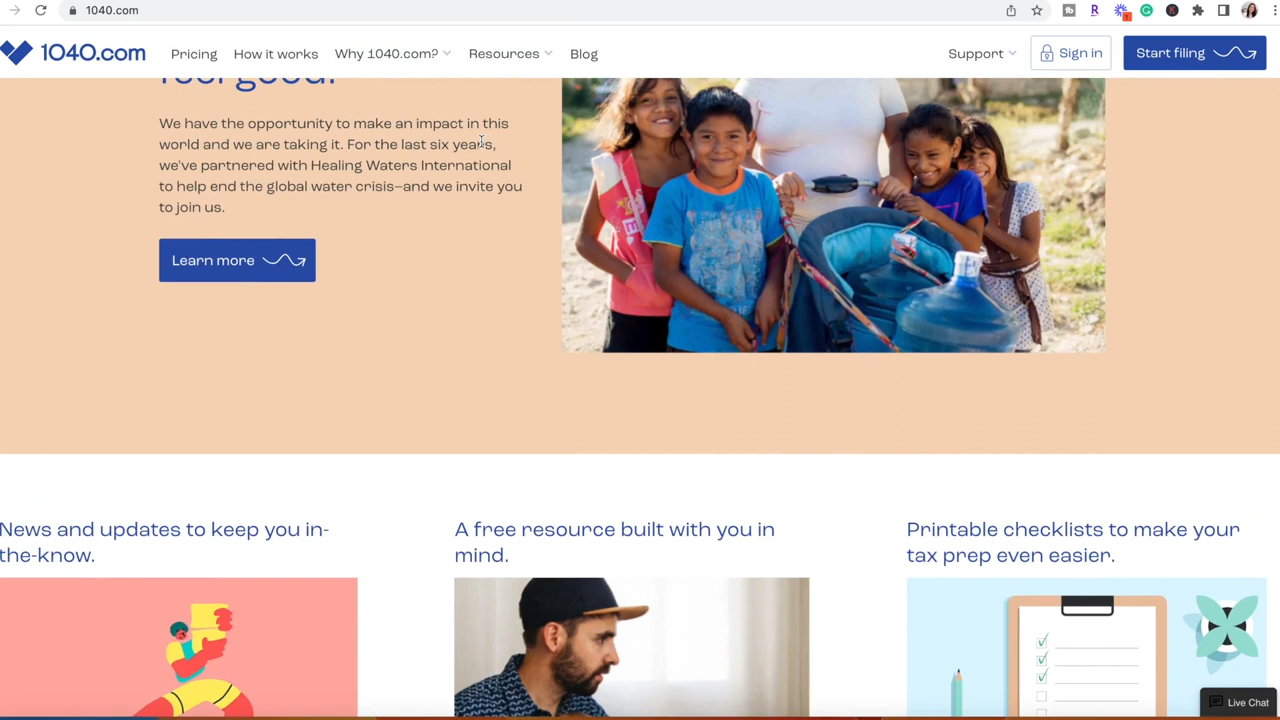 1040.com
1040.com
Pricing
How it works
Why 1040.com?
Resources
Blog
Support
Sign in
Start filing
feel good.
We have the opportunity to make an impact in this
world and we are taking it. For the last six years,
we've partnered with Healing Waters International
to help end the global water crisis—and we invite you
to join us.
Learn more
News and updates to keep you in-
the-know.
A free resource built with you in
mind.
Printable checklists to make your
tax prep even easier.
Live Chat